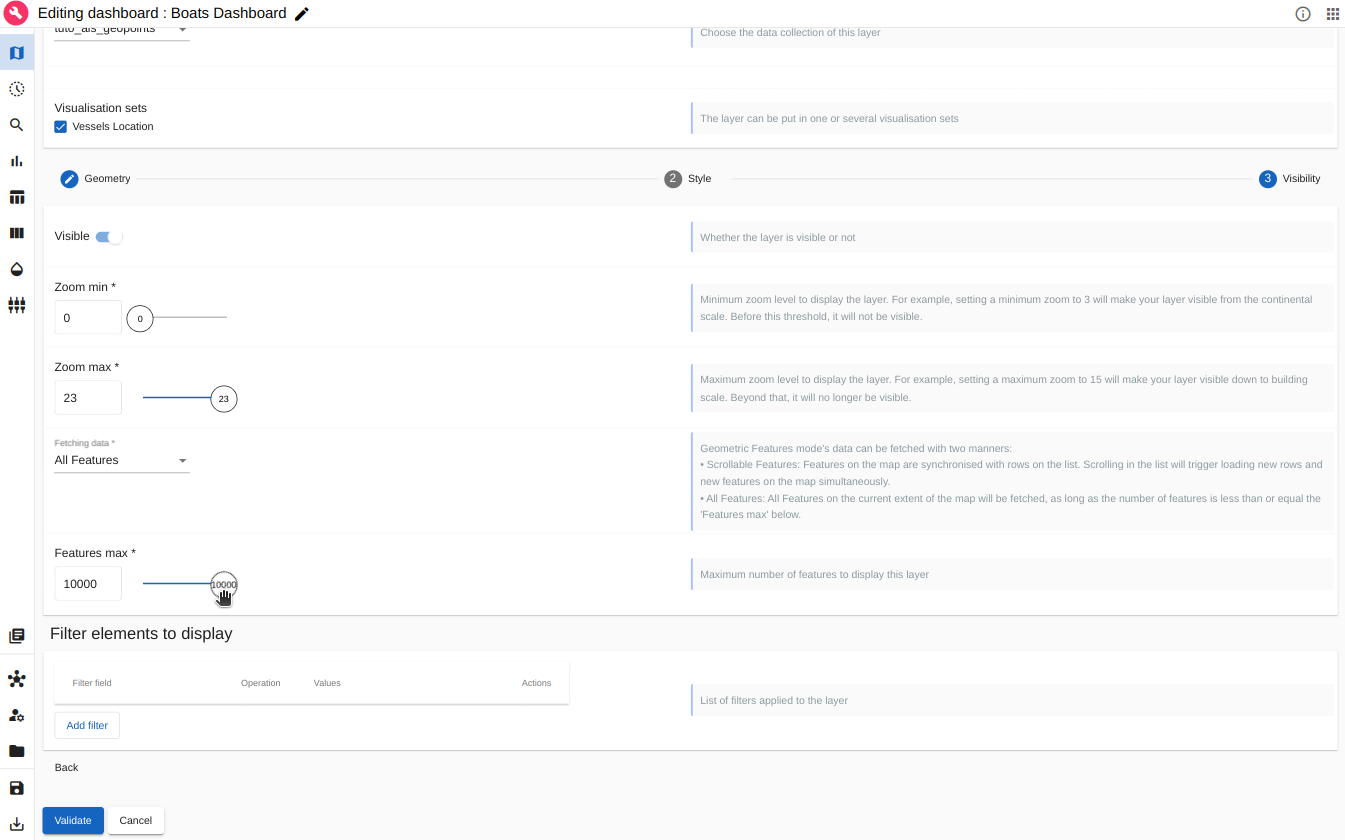 Editing dashboard : Boats Dashboard
tuto_ais_geopoints
Choose the data collection of this layer
Visualisation sets
Vessels Location
The layer can be put in one or several visualisation sets
Geometry
2 Style
3 Visibility
Visible
Whether the layer is visible or not
Zoom min *
0
0
Minimum zoom level to display the layer. For example, setting a minimum zoom to 3 will make your layer visible from the continental
scale. Before this threshold, it will not be visible.
Zoom max *
23
23
Maximum zoom level to display the layer. For example, setting a maximum zoom to 15 will make your layer visible down to building
scale. Beyond that, it will no longer be visible.
Fetching data *
All Features
Geometric Features mode's data can be fetched with two manners:
• Scrollable Features: Features on the map are synchronised with rows on the list. Scrolling in the list will trigger loading new rows and
new features on the map simultaneously.
• All Features: All Features on the current extent of the map will be fetched, as long as the number of features is less than or equal the
'Features max' below.
Features max *
10000
10000
Maximum number of features to display this layer
Filter elements to display
Filter field Operation Values Actions
List of filters applied to the layer
Add filter
Back
Validate
Cancel